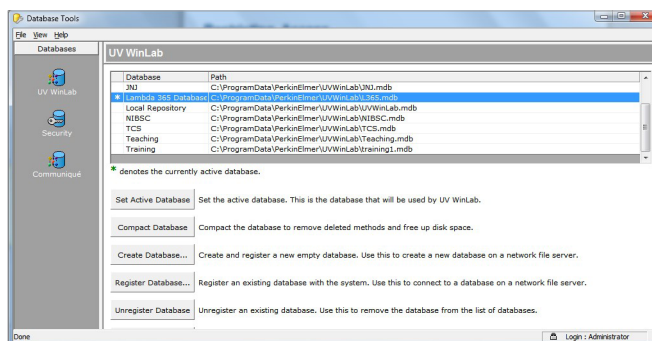 Database Tools
File View Help
Databases
UV WinLab
UV WinLab
Security
Communiqué
Database Path
JNJ C:\ProgramData\PerkinElmer\UVWinLab\JNJ.mdb
* Lambda 365 Database C:\ProgramData\PerkinElmer\UVWinLab\L365.mdb
Local Repository C:\ProgramData\PerkinElmer\UVWinLab\UVWinLab.mdb
NIBSC C:\ProgramData\PerkinElmer\UVWinLab\NIBSC.mdb
TCS C:\ProgramData\PerkinElmer\UVWinLab\TCS.mdb
Teaching C:\ProgramData\PerkinElmer\UVWinLab\Teaching.mdb
Training C:\ProgramData\PerkinElmer\UVWinLab\training1.mdb
* denotes the currently active database.
Set Active Database Set the active database. This is the database that will be used by UV WinLab.
Compact Database Compact the database to remove deleted methods and free up disk space.
Create Database... Create and register a new empty database. Use this to create a new database on a network file server.
Register Database... Register an existing database with the system. Use this to connect to a database on a network file server.
Unregister Database Unregister an existing database. Use this to remove the database from the list of databases.
Done Login : Administrator